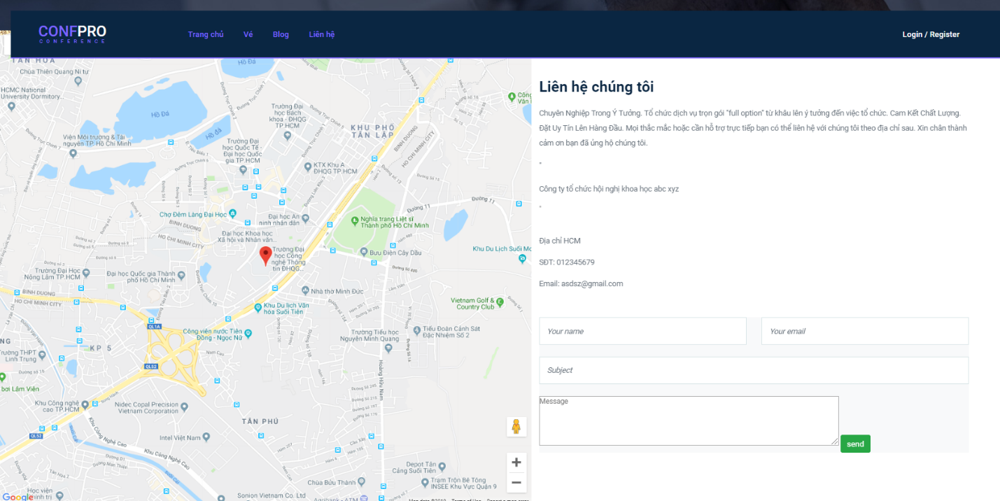 CONFPRO
CONFERENCE
Trang chủ
Vé
Blog
Liên hệ
Login / Register
TÂN HÒA
Chùa Thiên Quang Ni tự
HCMC National
University Dormitory...
Hồ Đá
Hồ Đá
Hồ đá
Viện Môi trường & Tài
nguyên TP. Hồ Chí Minh
Trường Đại
học Bách
khoa - ĐHQG
TP HCM
Trường Đại
học Quốc Tế -
Đại học Quốc
gia TP.HCM
KHU PHỐ
TÂN LẬP
KTX Khu A
ĐHQG TP.HCM
Chợ Đêm Làng Đại Học
Đại học An
ninh nhân dân
Đại học Khoa học
Xã hội và Nhân văn...
Nghĩa trang Liệt sĩ
Thành phố Hồ Chí Minh
BÌNH DƯƠNG
HO CHI MINH CITY
Đường 11
Đường 11
Trường Đại
học Công
nghệ Thông
tin ĐHQG...
Bưu Điện Cây Dầu
Khu Du Lịch Suối Mơ
Trường Đại Học
Nông Lâm TP.HCM
Đại học Quốc gia Thành
phố Hồ Chí Minh
Nhà thờ Minh Đức
BINH DUONG
HO CHI MINH CITY
Khu Du lịch Văn
hóa Suối Tiên
Vietnam Golf &
Country Club
QL1A
Công viên nước Tiên
Đồng - Ngọc Nữ
Trường Tiểu học
Nguyễn Minh Quang
Tiểu Đoàn Cảnh Sát
Đặc Nhiệm Số 2
KP 5
Trường THPT
Linh Trung
QL52
bơi Lâm Viên
Khu Công nghệ
cao TP.HCM
Nidec Copal Precision
Vietnam Corporation
Hoàng Hữu Nam
TÂN PHÚ
QL52
Intel Việt Nam
Khu Công Nghệ Cao
Khu Công Nghệ Cao
Depot Tân
Cảng Suối Tiên
Chùa Bửu Thành
Trạm Trộn Bê Tông
INSEE Khu Vực Quận 9
Học viện
Sonion Vietnam Co. Ltd
Agribank - ATM
Google
Liên hệ chúng tôi
Chuyên Nghiệp Trong Ý Tưởng. Tổ chức dịch vụ trọn gói "full option" từ khâu lên ý tưởng đến việc tổ chức. Cam Kết Chất Lượng.
Đặt Uy Tín Lên Hàng Đầu. Mọi thắc mắc hoặc cần hỗ trợ trực tiếp bạn có thể liên hệ với chúng tôi theo địa chỉ sau. Xin chân thành
cảm ơn bạn đã ủng hộ chúng tôi.
"
Công ty tổ chức hội nghị khoa học abc xyz
"
Địa chỉ HCM
SĐT: 012345679
Email: asdsz@gmail.com
Your name
Your email
Subject
Message
send